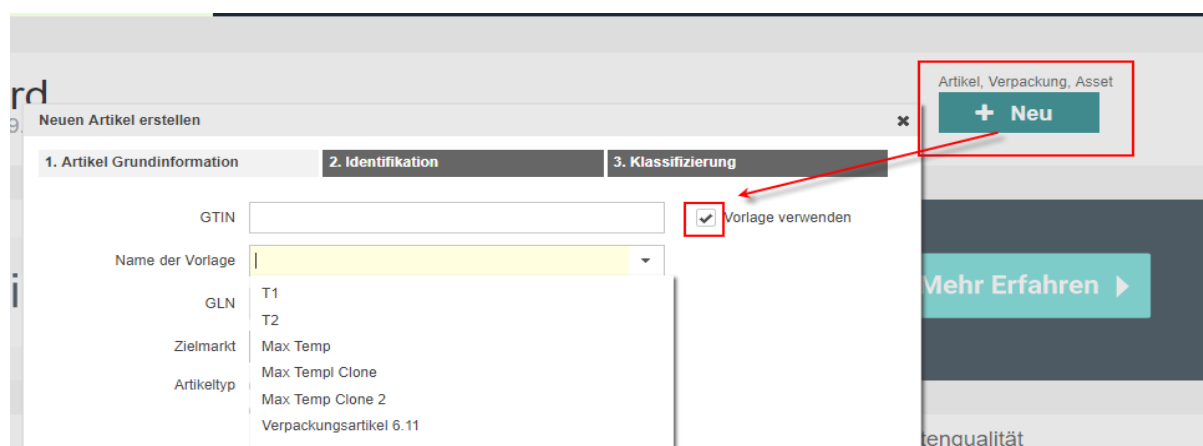 Artikel, Verpackung, Asset
+ Neu
rd
9.
Neuen Artikel erstellen
1. Artikel Grundinformation
2. Identifikation
3. Klassifizierung
GTIN
Vorlage verwenden
Name der Vorlage
GLN
T1
T2
Zielmarkt
Max Temp
Artikeltyp
Max Templ Clone
Max Temp Clone 2
Verpackungsartikel 6.11
i
Mehr Erfahren
tenqualität